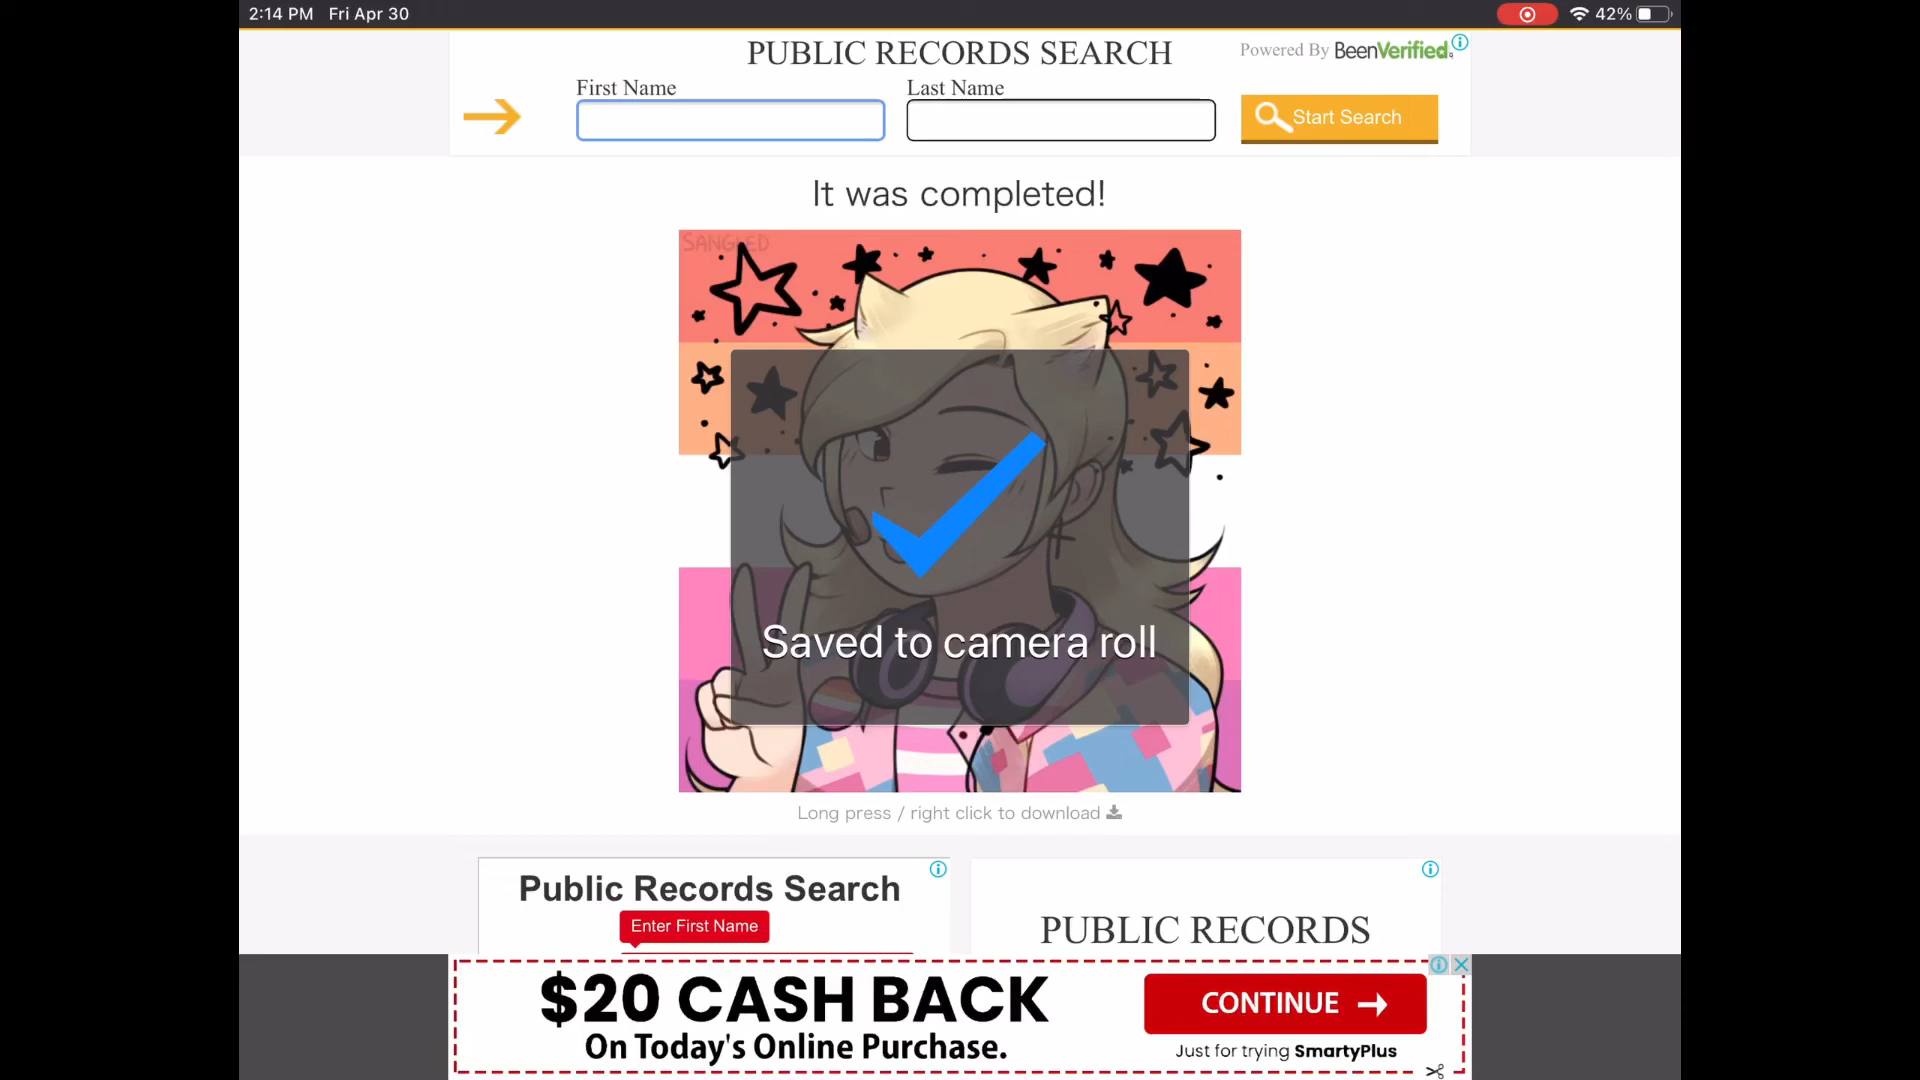 2:14 PM Fri Apr 30
42%
PUBLIC RECORDS SEARCH
Powered By BeenVerified
First Name
Last Name
Start Search
It was completed!
SANGLED
Saved to camera roll
Long press / right click to download
Public Records Search
Enter First Name
PUBLIC RECORDS
$20 CASH BACK
On Today's Online Purchase.
CONTINUE
Just for trying SmartyPlus